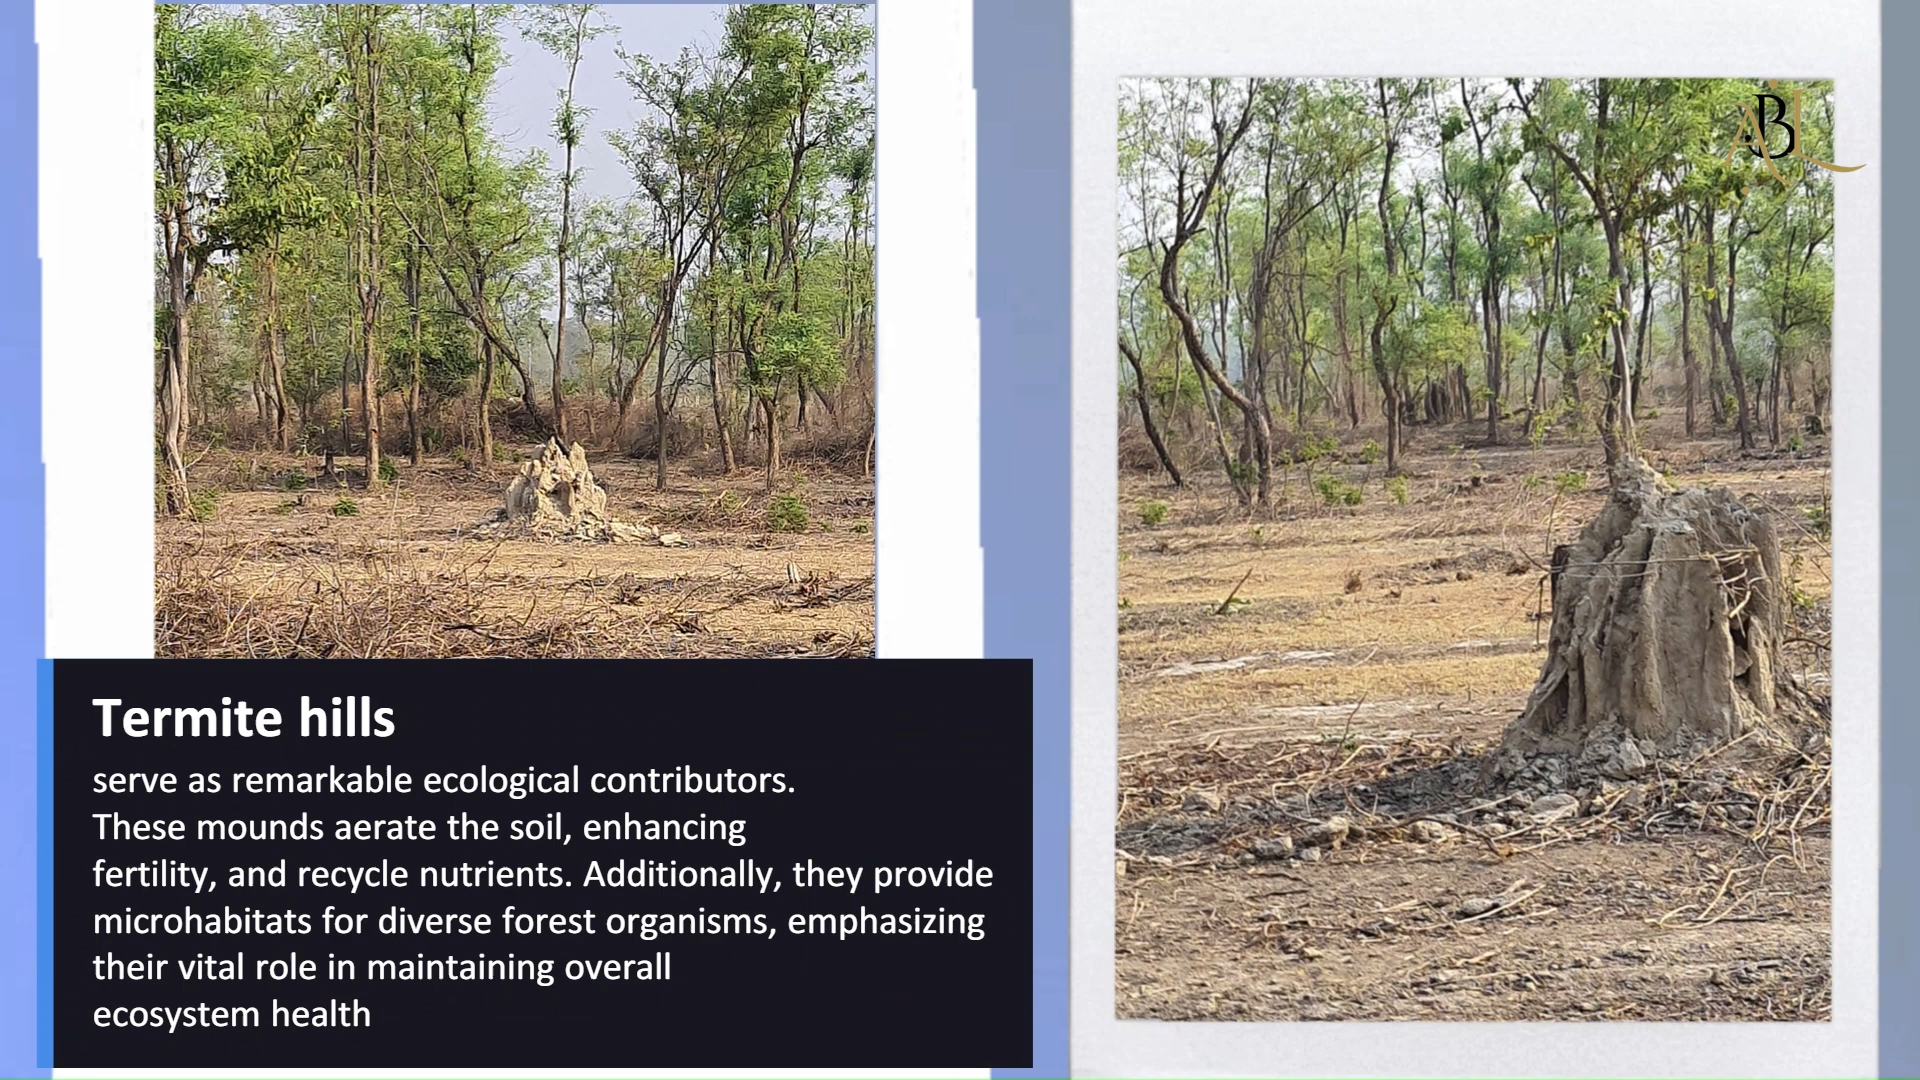 ABL
Termite hills
serve as remarkable ecological contributors.
These mounds aerate the soil, enhancing
fertility, and recycle nutrients. Additionally, they provide
microhabitats for diverse forest organisms, emphasizing
their vital role in maintaining overall
ecosystem health